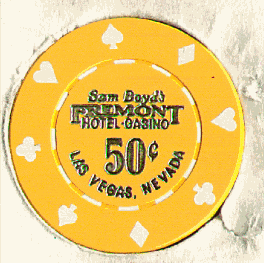 Sam Boyd's
FREMONT
HOTEL-CASINO
50¢
LAS VEGAS, NEVADA